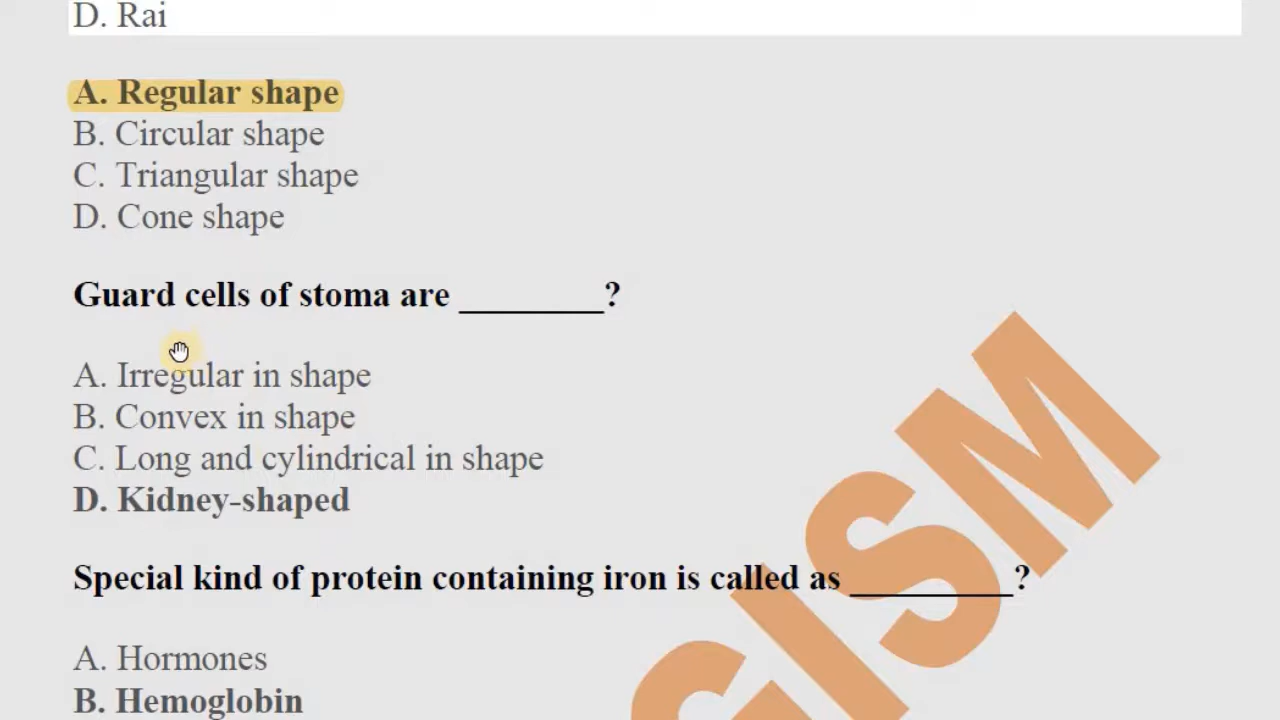 D. Rai
A. Regular shape
B. Circular shape
C. Triangular shape
D. Cone shape
Guard cells of stoma are ________?
A. Irregular in shape
B. Convex in shape
C. Long and cylindrical in shape
D. Kidney-shaped
Special kind of protein containing iron is called as _________?
A. Hormones
B. Hemoglobin
GISM